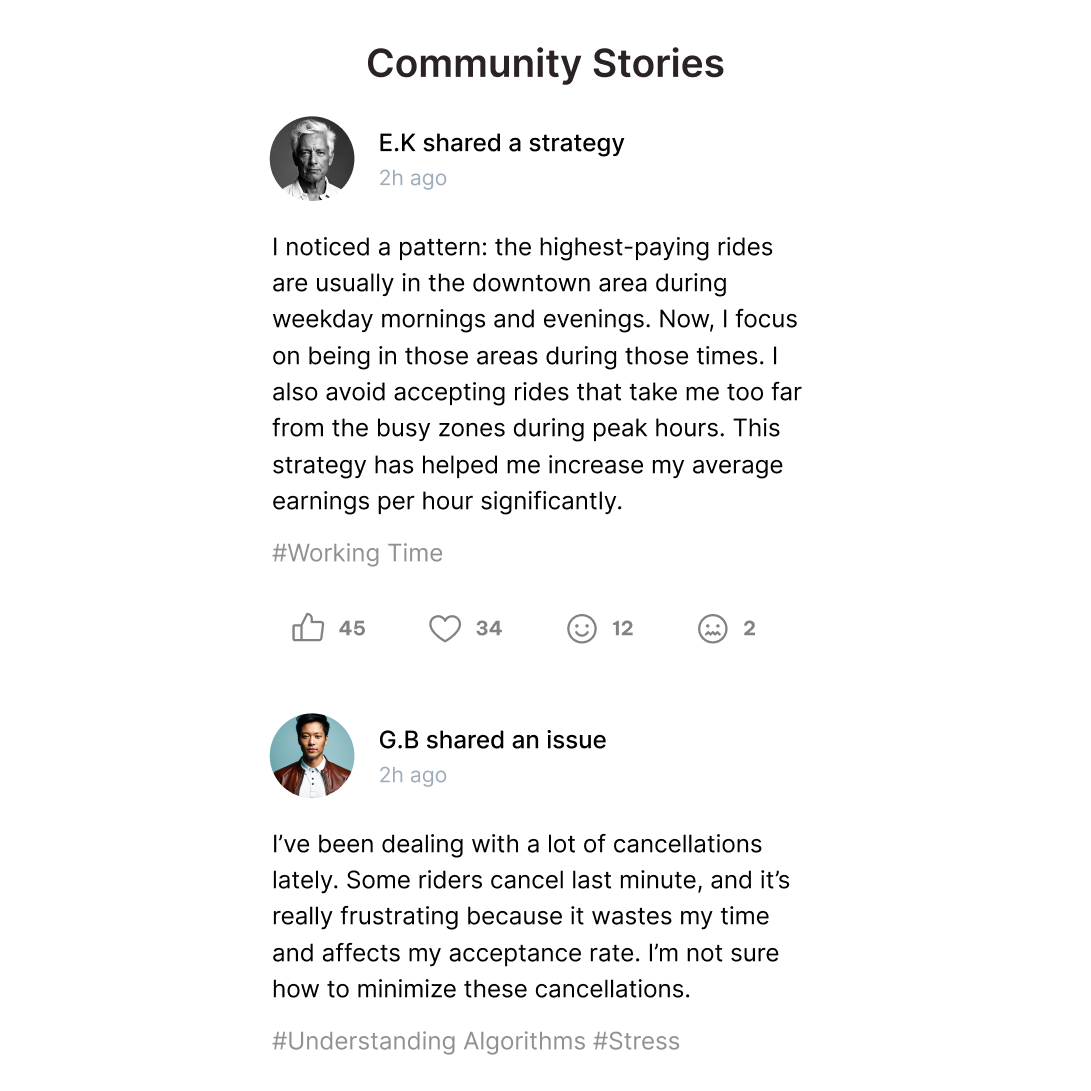 Community Stories
E.K shared a strategy
2h ago
I noticed a pattern: the highest-paying rides
are usually in the downtown area during
weekday mornings and evenings. Now, I focus
on being in those areas during those times. I
also avoid accepting rides that take me too far
from the busy zones during peak hours. This
strategy has helped me increase my average
earnings per hour significantly.
#Working Time
45 34 12 2
G.B shared an issue
2h ago
I’ve been dealing with a lot of cancellations
lately. Some riders cancel last minute, and it’s
really frustrating because it wastes my time
and affects my acceptance rate. I’m not sure
how to minimize these cancellations.
#Understanding Algorithms #Stress